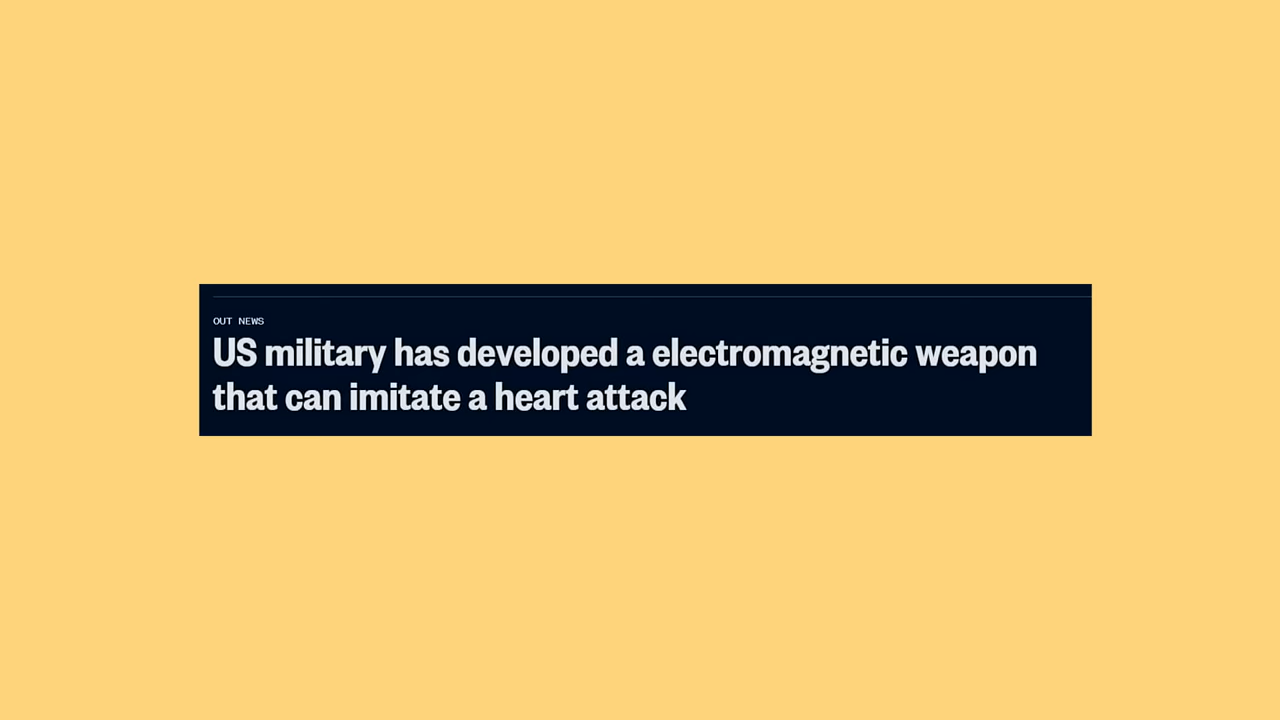 OUT NEWS
US military has developed a electromagnetic weapon
that can imitate a heart attack